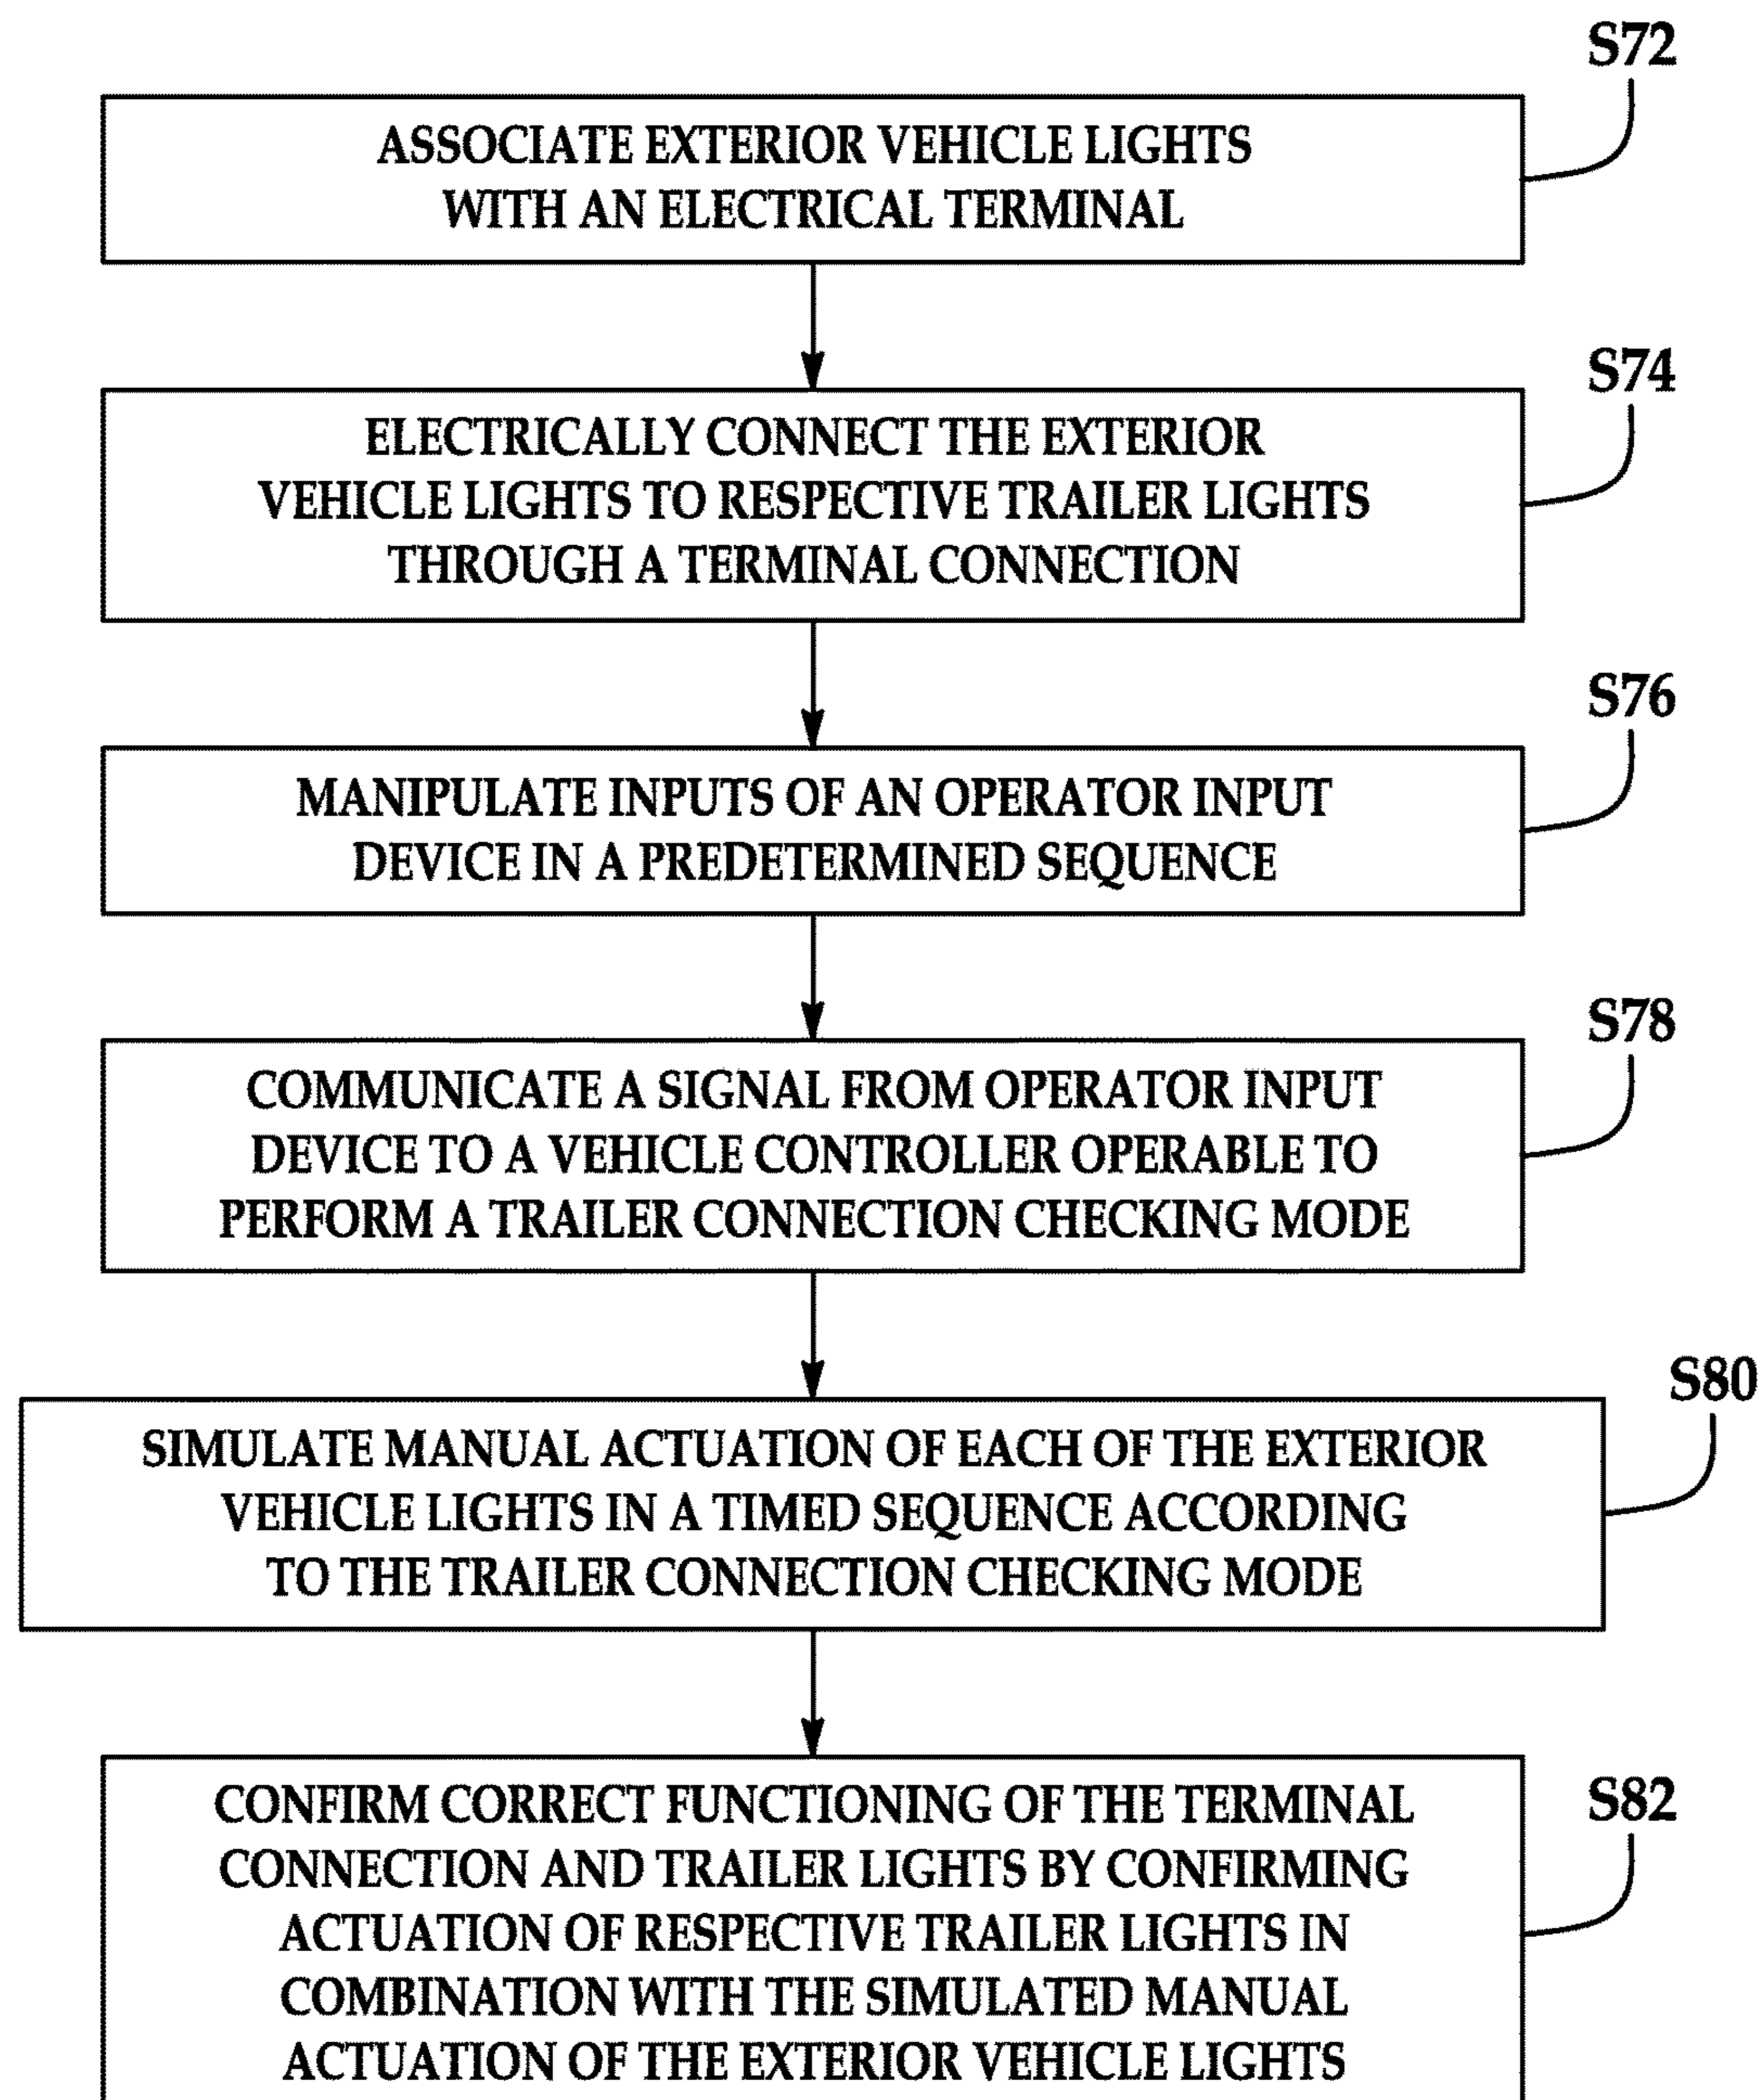 S72
ASSOCIATE EXTERIOR VEHICLE LIGHTS
WITH AN ELECTRICAL TERMINAL
S74
ELECTRICALLY CONNECT THE EXTERIOR
VEHICLE LIGHTS TO RESPECTIVE TRAILER LIGHTS
THROUGH A TERMINAL CONNECTION
S76
MANIPULATE INPUTS OF AN OPERATOR INPUT
DEVICE IN A PREDETERMINED SEQUENCE
S78
COMMUNICATE A SIGNAL FROM OPERATOR INPUT
DEVICE TO A VEHICLE CONTROLLER OPERABLE TO
PERFORM A TRAILER CONNECTION CHECKING MODE
S80
SIMULATE MANUAL ACTUATION OF EACH OF THE EXTERIOR
VEHICLE LIGHTS IN A TIMED SEQUENCE ACCORDING
TO THE TRAILER CONNECTION CHECKING MODE
S82
CONFIRM CORRECT FUNCTIONING OF THE TERMINAL
CONNECTION AND TRAILER LIGHTS BY CONFIRMING
ACTUATION OF RESPECTIVE TRAILER LIGHTS IN
COMBINATION WITH THE SIMULATED MANUAL
ACTUATION OF THE EXTERIOR VEHICLE LIGHTS